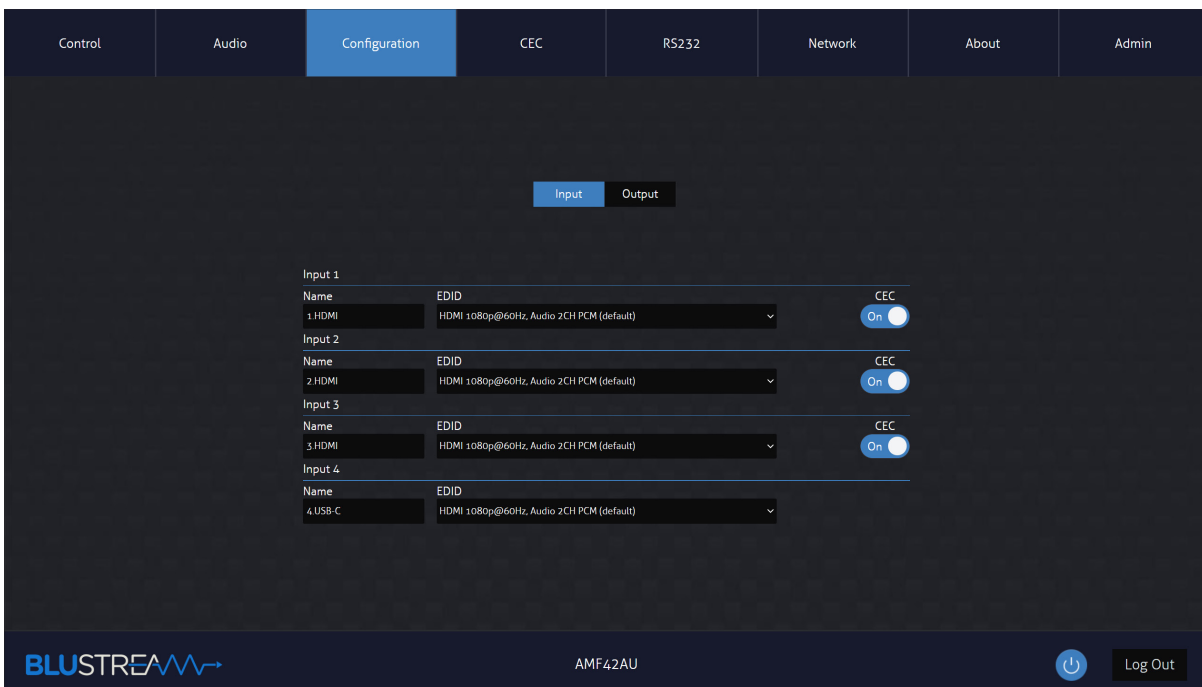 Control Audio Configuration CEC RS232 Network About Admin
Input Output
Input 1
Name EDID CEC
1.HDMI HDMI 1080p@60Hz, Audio 2CH PCM (default) On
Input 2
Name EDID CEC
2.HDMI HDMI 1080p@60Hz, Audio 2CH PCM (default) On
Input 3
Name EDID CEC
3.HDMI HDMI 1080p@60Hz, Audio 2CH PCM (default) On
Input 4
Name EDID
4.USB-C HDMI 1080p@60Hz, Audio 2CH PCM (default)
BLUSTREAM AMF42AU Log Out